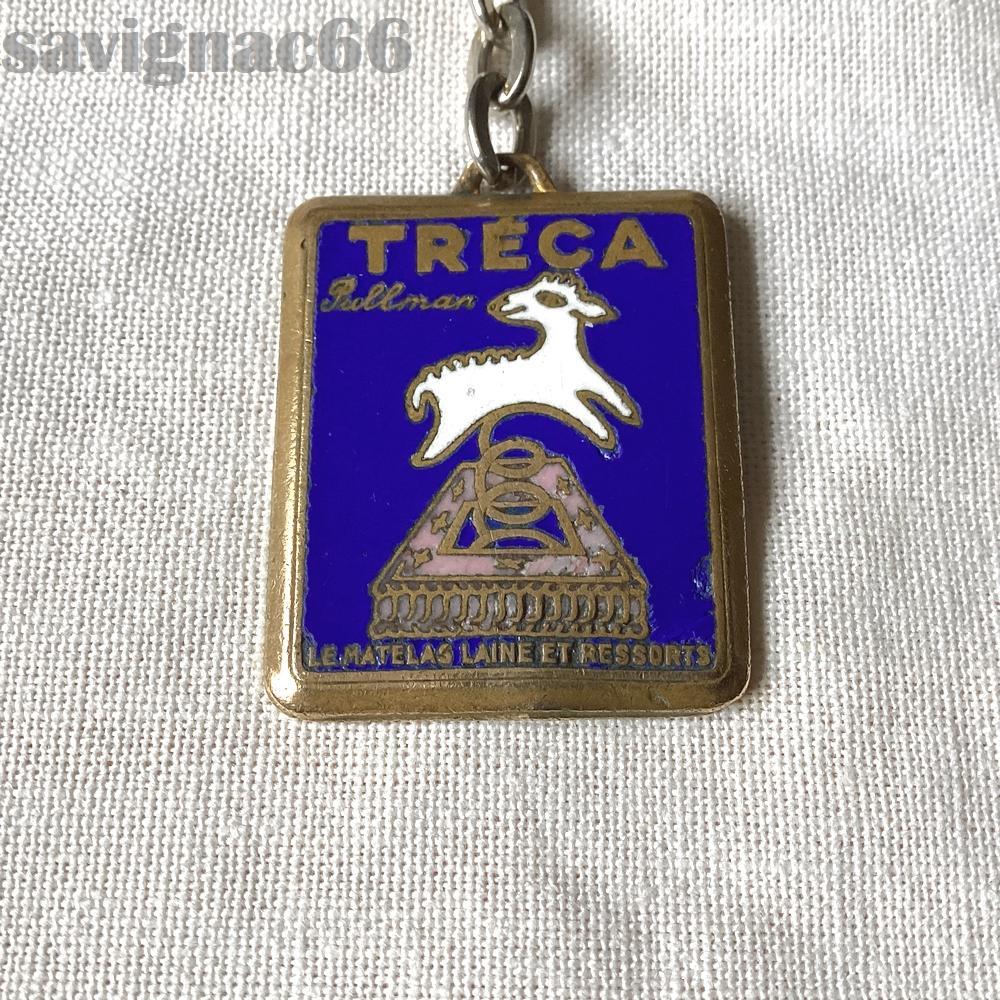 savignac66
TRÉCA
Pullman
LE MATELAS LAINE ET RESSORTS